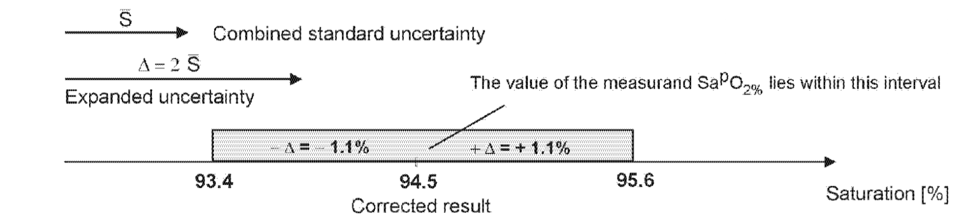 S̅
Combined standard uncertainty
Δ = 2 S̅
Expanded uncertainty
The value of the measurand SaᵖO₂% lies within this interval
– Δ = – 1.1%
+ Δ = + 1.1%
93.4
94.5
95.6
Saturation [%]
Corrected result